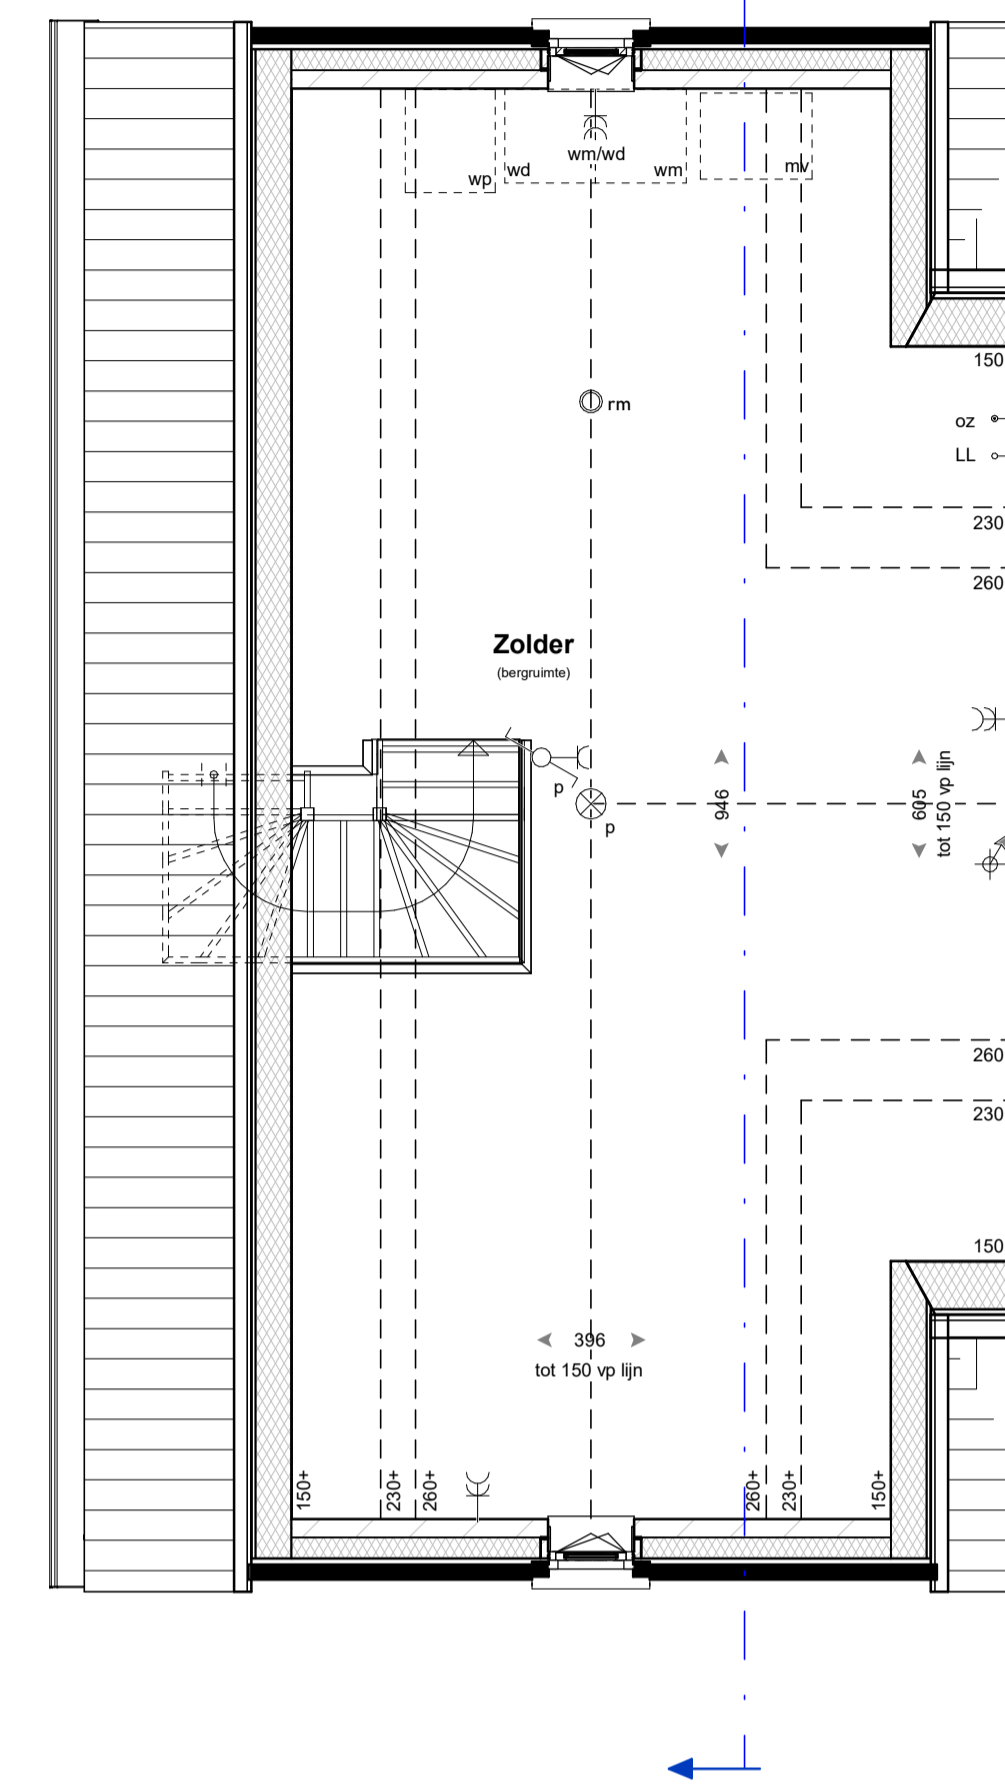 wm/wd
wp
wd
wm
mv
rm
150
oz
LL
230
260
Zolder
(bergruimte)
p
p
946
605
tot 150 vp lijn
260
230
150
396
tot 150 vp lijn
150+
230+
260+
260+
230+
150+